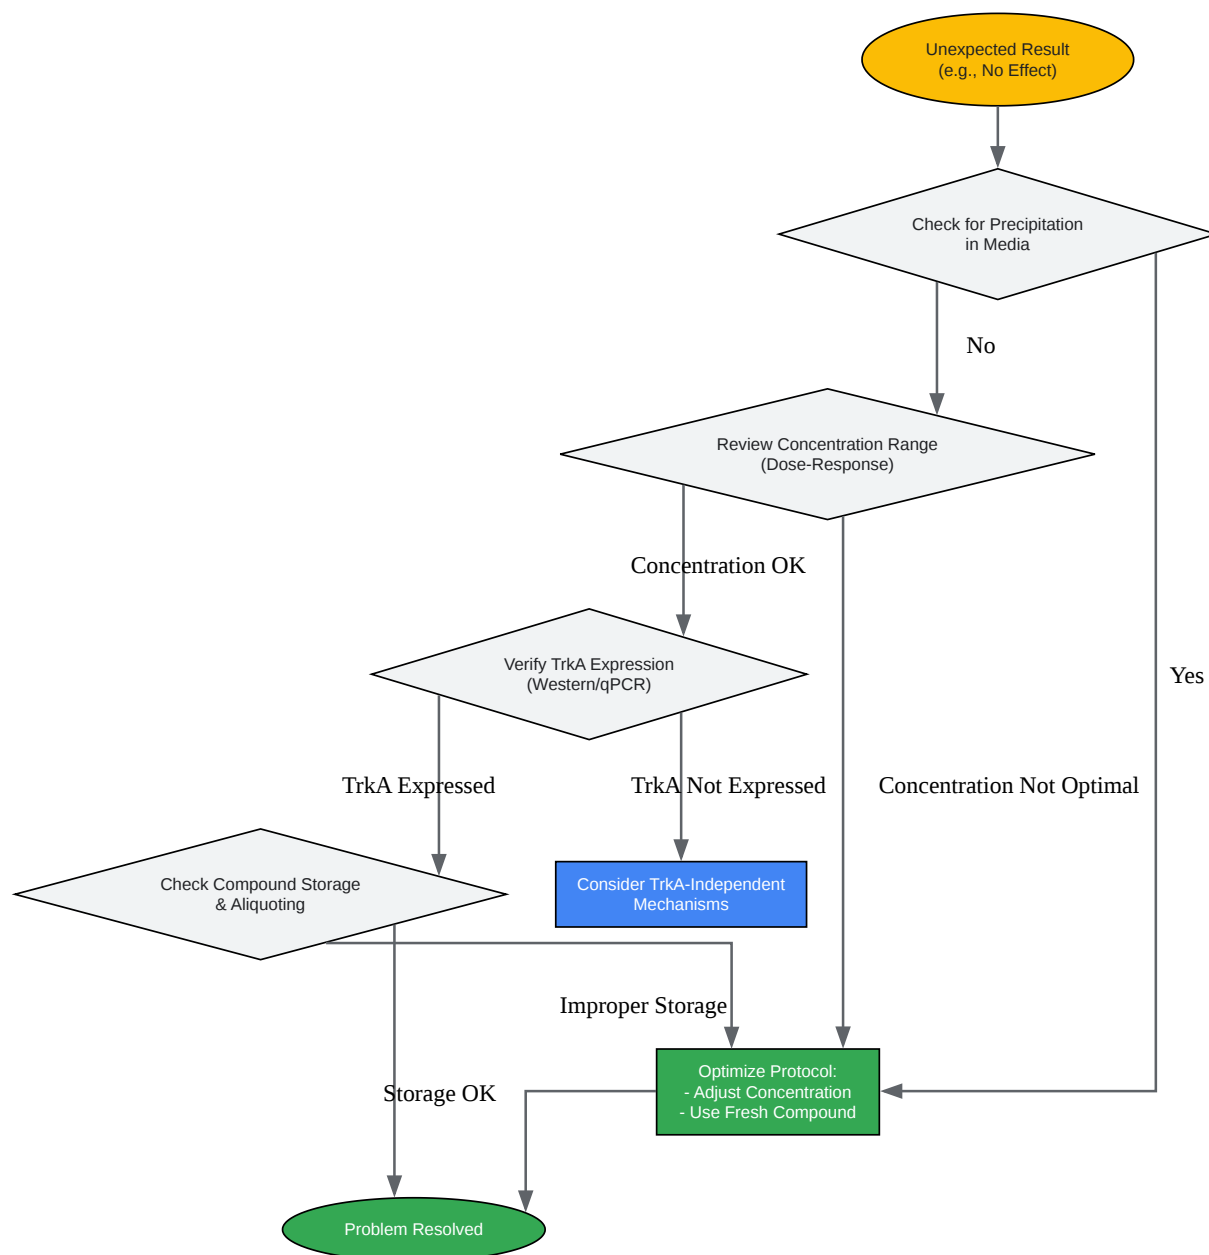 Unexpected Result
(e.g., No Effect)
Check for Precipitation
in Media
No
Review Concentration Range
(Dose-Response)
Concentration OK
Verify TrkA Expression
(Western/qPCR)
Yes
TrkA Expressed
TrkA Not Expressed
Concentration Not Optimal
Check Compound Storage
& Aliquoting
Consider TrkA-Independent
Mechanisms
Improper Storage
Optimize Protocol:
- Adjust Concentration
- Use Fresh Compound
Storage OK
Problem Resolved